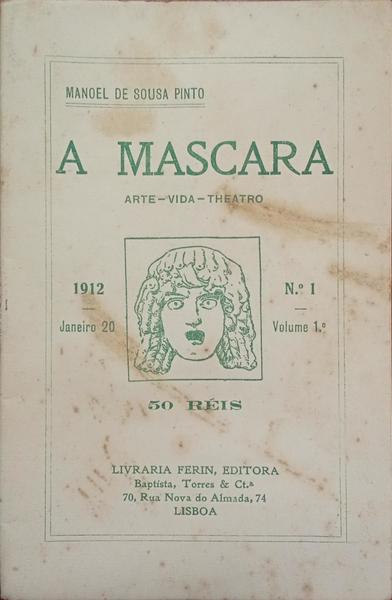 MANOEL DE SOUSA PINTO
A MASCARA
ARTE—VIDA—THEATRO
1912
Janeiro 20
N.º 1
Volume 1.º
50 RÉIS
LIVRARIA FERIN, EDITORA
Baptista, Torres & Ct.ª
70, Rua Nova do Almada, 74
LISBOA